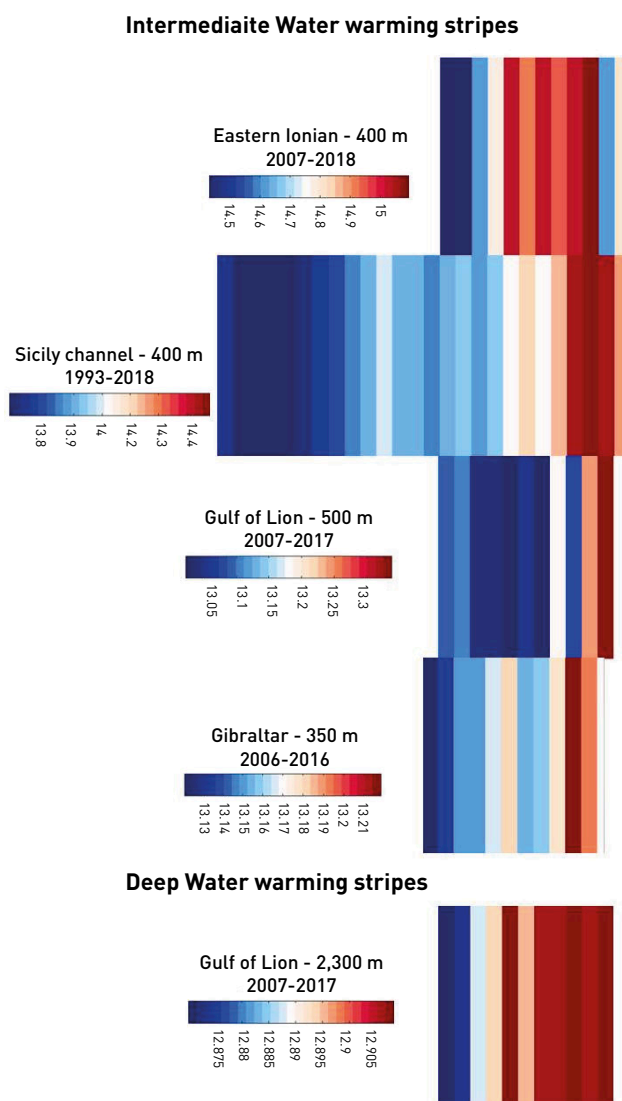 Intermediaite Water warming stripes
Eastern Ionian - 400 m
2007-2018
14.5 14.6 14.7 14.8 14.9 15
Sicily channel - 400 m
1993-2018
13.8 13.9 14 14.2 14.3 14.4
Gulf of Lion - 500 m
2007-2017
13.05 13.1 13.15 13.2 13.25 13.3
Gibraltar - 350 m
2006-2016
13.13 13.14 13.15 13.16 13.17 13.18 13.19 13.2 13.21
Deep Water warming stripes
Gulf of Lion - 2,300 m
2007-2017
12.875 12.88 12.885 12.89 12.895 12.9 12.905